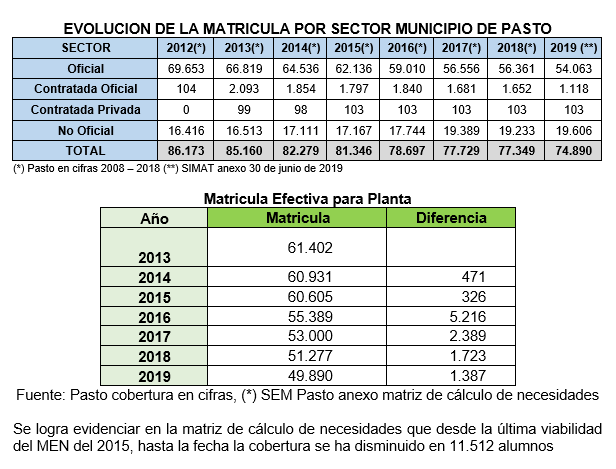 EVOLUCION DE LA MATRICULA POR SECTOR MUNICIPIO DE PASTO
SECTOR 2012(*) 2013(*) 2014(*) 2015(*) 2016(*) 2017(*) 2018(*) 2019 (**)
Oficial 69.653 66.819 64.536 62.136 59.010 56.556 56.361 54.063
Contratada Oficial 104 2.093 1.854 1.797 1.840 1.681 1.652 1.118
Contratada Privada 0 99 98 103 103 103 103 103
No Oficial 16.416 16.513 17.111 17.167 17.744 19.389 19.233 19.606
TOTAL 86.173 85.160 82.279 81.346 78.697 77.729 77.349 74.890
(*) Pasto en cifras 2008 – 2018 (**) SIMAT anexo 30 de junio de 2019
Matricula Efectiva para Planta
Año Matricula Diferencia
2013 61.402
2014 60.931 471
2015 60.605 326
2016 55.389 5.216
2017 53.000 2.389
2018 51.277 1.723
2019 49.890 1.387
Fuente: Pasto cobertura en cifras, (*) SEM Pasto anexo matriz de cálculo de necesidades
Se logra evidenciar en la matriz de cálculo de necesidades que desde la última viabilidad
del MEN del 2015, hasta la fecha la cobertura se ha disminuido en 11.512 alumnos